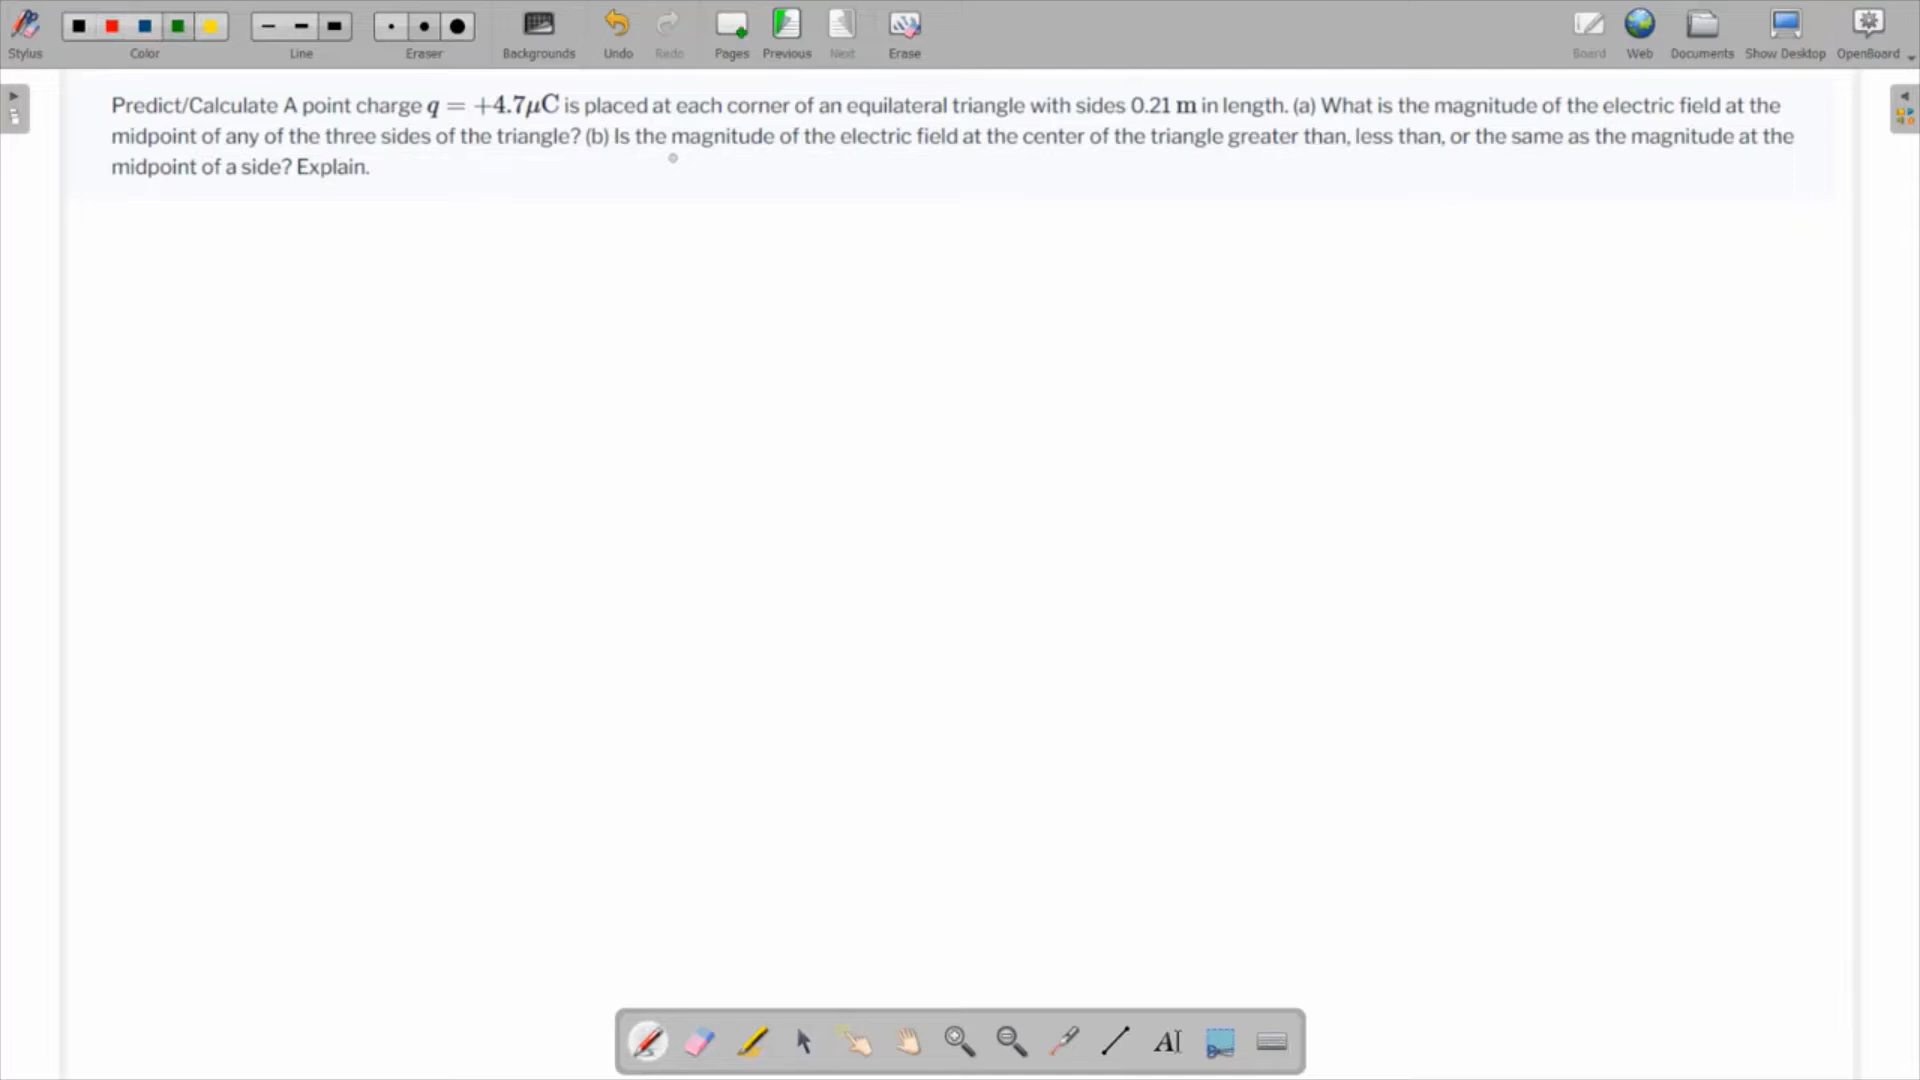 Stylus
Color
Line
Eraser
Backgrounds
Undo
Redo
Pages
Previous
Next
Erase
Board
Web
Documents
Show Desktop
OpenBoard
Predict/Calculate A point charge q = +4.7μC is placed at each corner of an equilateral triangle with sides 0.21 m in length. (a) What is the magnitude of the electric field at the
midpoint of any of the three sides of the triangle? (b) Is the magnitude of the electric field at the center of the triangle greater than, less than, or the same as the magnitude at the
midpoint of a side? Explain.
AI